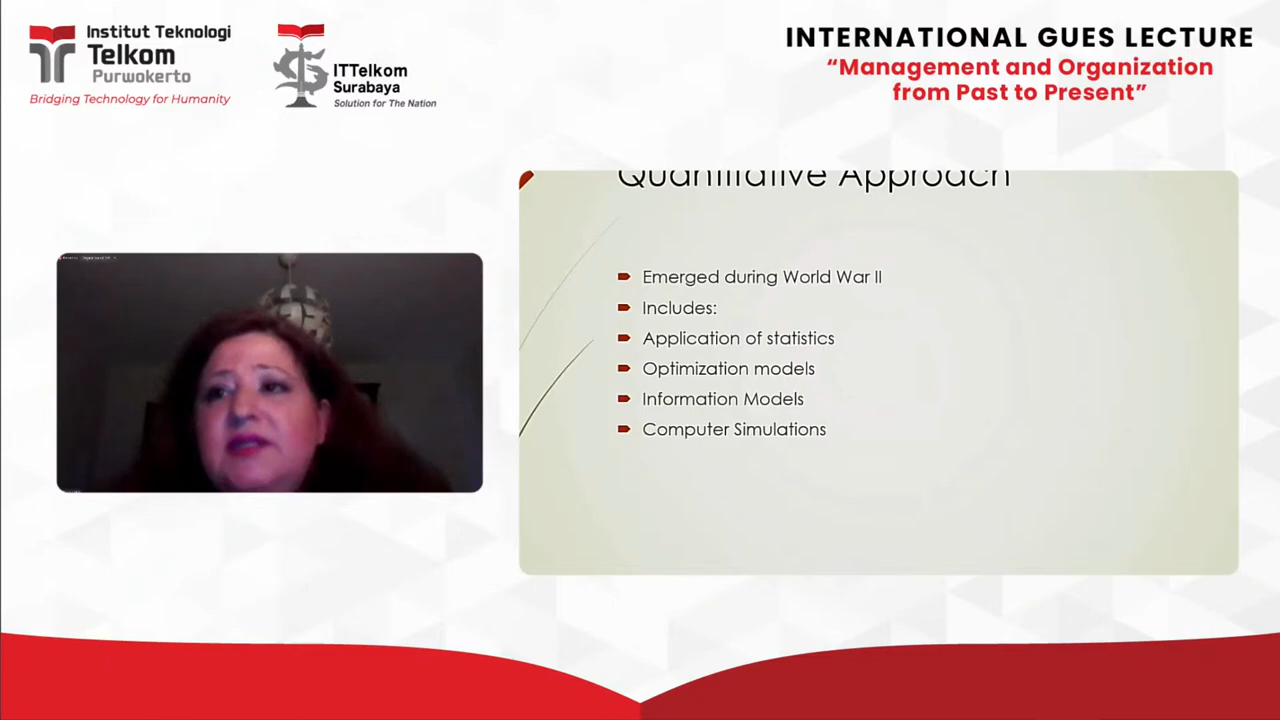 Institut Teknologi
Telkom
Purwokerto
Bridging Technology for Humanity
ITTelkom
Surabaya
Solution for The Nation
INTERNATIONAL GUES LECTURE
“Management and Organization
from Past to Present”
Quantitative Approach
Emerged during World War II
Includes:
Application of statistics
Optimization models
Information Models
Computer Simulations